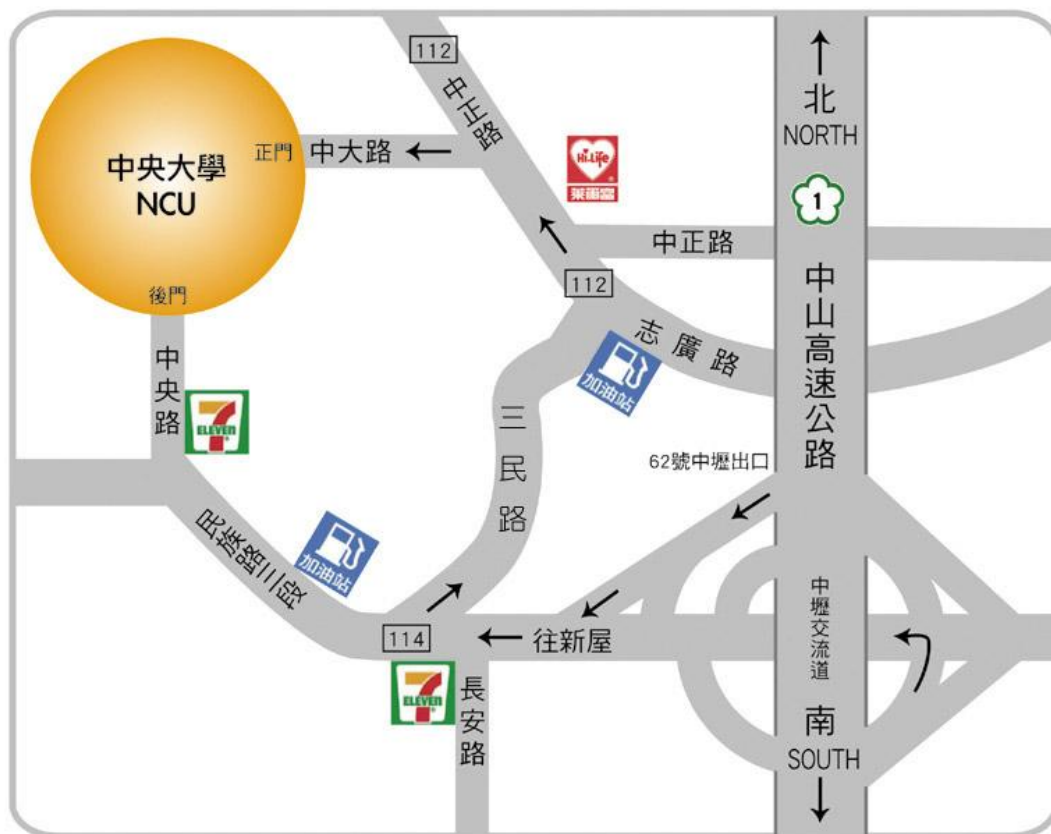 112
中正路
北
NORTH
正門
中大路
Hi-Life
萊爾富
中央大學
NCU
1
中正路
後門
112
中山高速公路
志廣路
加油站
中央路
7
ELEVEN
三民路
62號中壢出口
民族路三段
加油站
中壢交流道
114
往新屋
7
ELEVEN
長安路
南
SOUTH